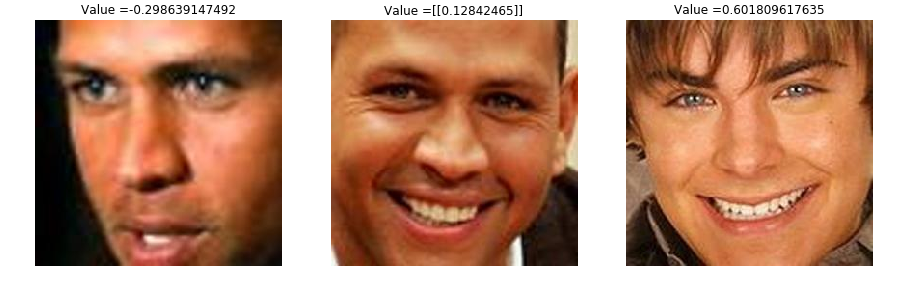 Value =-0.298639147492
Value =[[0.12842465]]
Value =0.601809617635